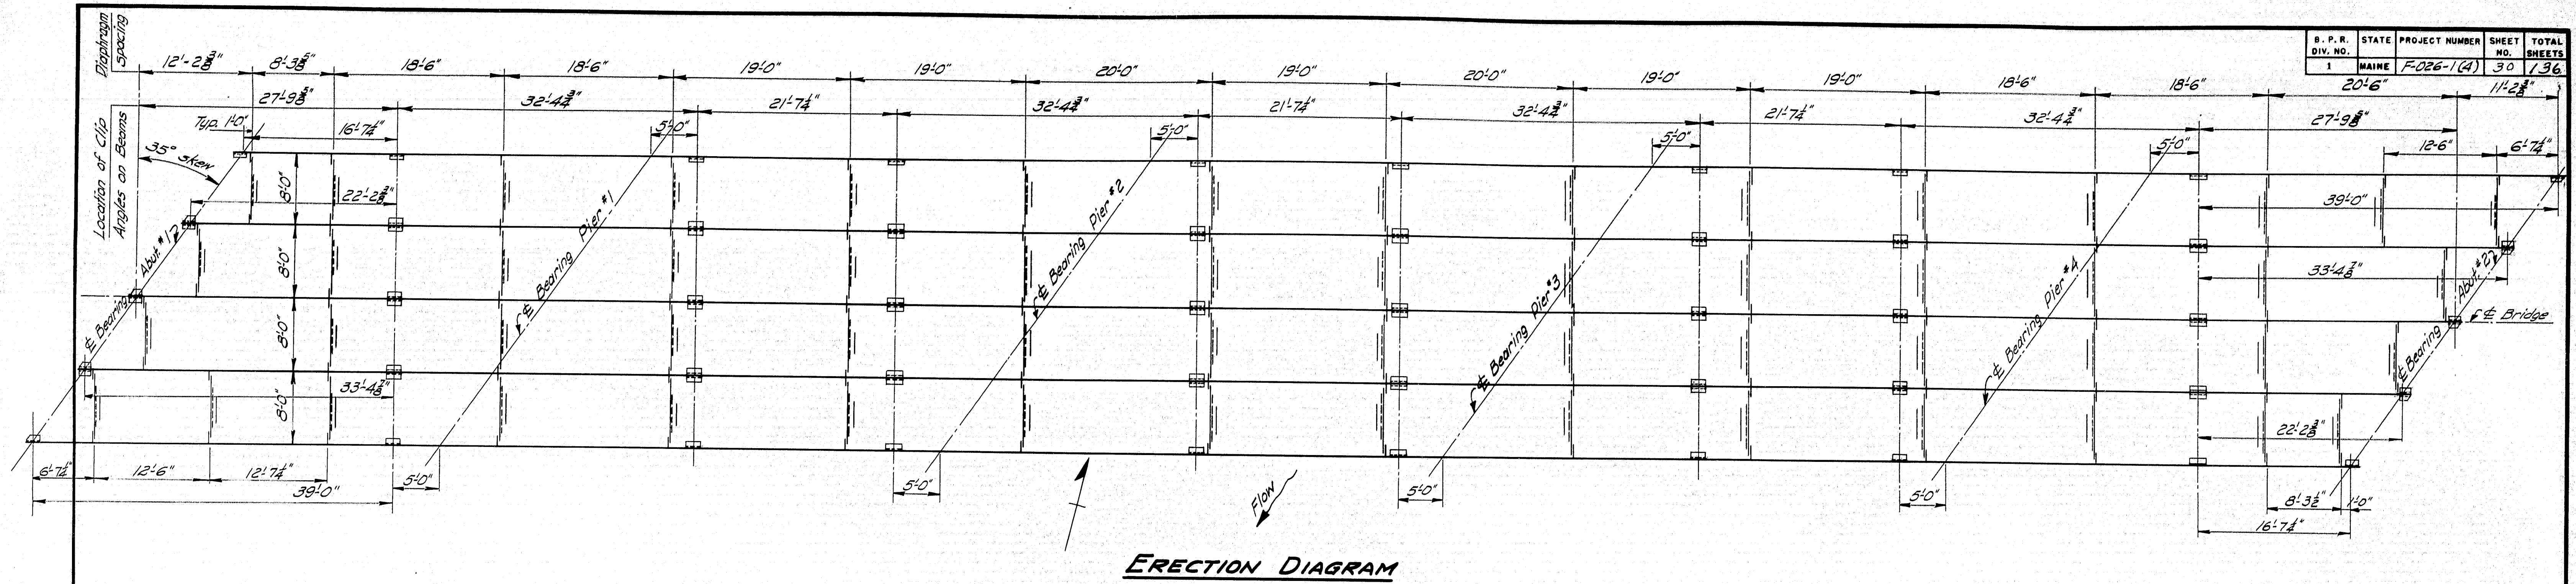 B. P. R. DIV. NO. STATE PROJECT NUMBER SHEET NO. TOTAL SHEETS
1 MAINE F-026-1(4) 30 136
Diaphragm Spacing
12'-2 3/8" 8'-3 5/8" 18'-6" 18'-6" 19'-0" 19'-0" 20'-0" 19'-0" 20'-0" 19'-0" 19'-0" 18'-6" 18'-6" 20'-6" 11'-2 3/8"
Location of Clip Angles on Beams
27'-9 5/8" 32'-4 3/4" 21'-7 1/4" 32'-4 3/4" 21'-7 1/4" 32'-4 3/4" 21'-7 1/4" 32'-4 3/4" 27'-9 5/8"
Typ. 1'-0" 16'-7 1/4" 5'-0" 5'-0" 5'-0" 5'-0" 12'-6" 6'-7 1/4"
35° skew
8'-0"
22'-2 3/8"
39'-0"
Abut. #1
8'-0"
℄ Bearing Pier #1
℄ Bearing Pier #2
℄ Bearing Pier #3
℄ Bearing Pier #4
33'-4 7/8"
Abut. #2
℄ Bridge
℄ Bearing
8'-0"
℄ Bearing
33'-4 7/8"
8'-0"
22'-2 3/8"
6'-7 1/4" 12'-6" 12'-7 1/4"
39'-0"
5'-0" 5'-0" 5'-0" 5'-0"
Flow
8'-3 1/2" 1'-0"
16'-7 1/4"
ERECTION DIAGRAM